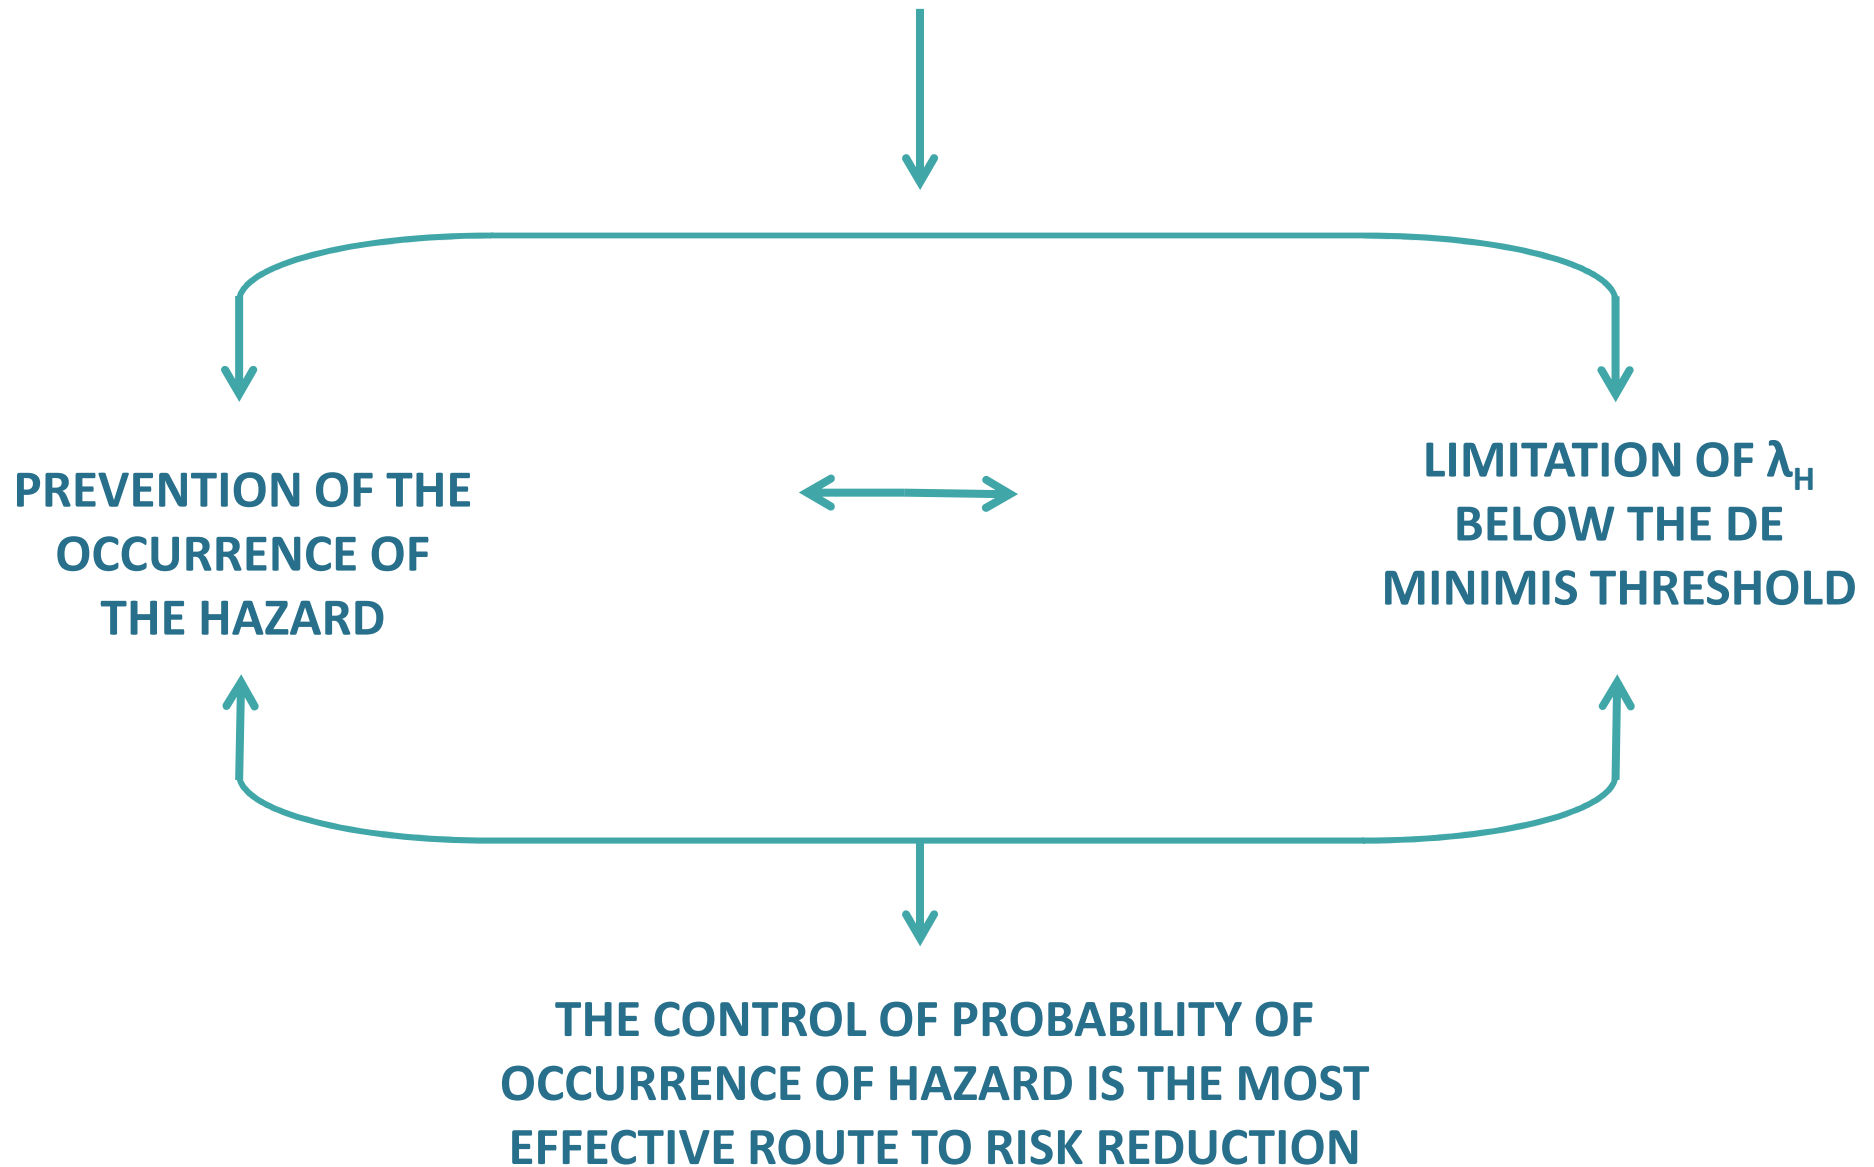 PREVENTION OF THE
OCCURRENCE OF
THE HAZARD
LIMITATION OF λH
BELOW THE DE
MINIMIS THRESHOLD
THE CONTROL OF PROBABILITY OF
OCCURRENCE OF HAZARD IS THE MOST
EFFECTIVE ROUTE TO RISK REDUCTION